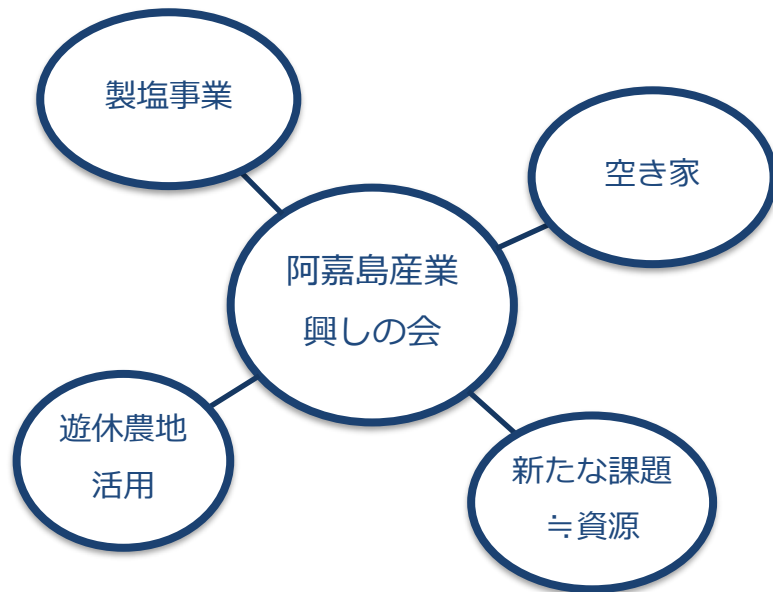 製塩事業
空き家
阿嘉島産業
興しの会
遊休農地
活用
新たな課題
≒資源